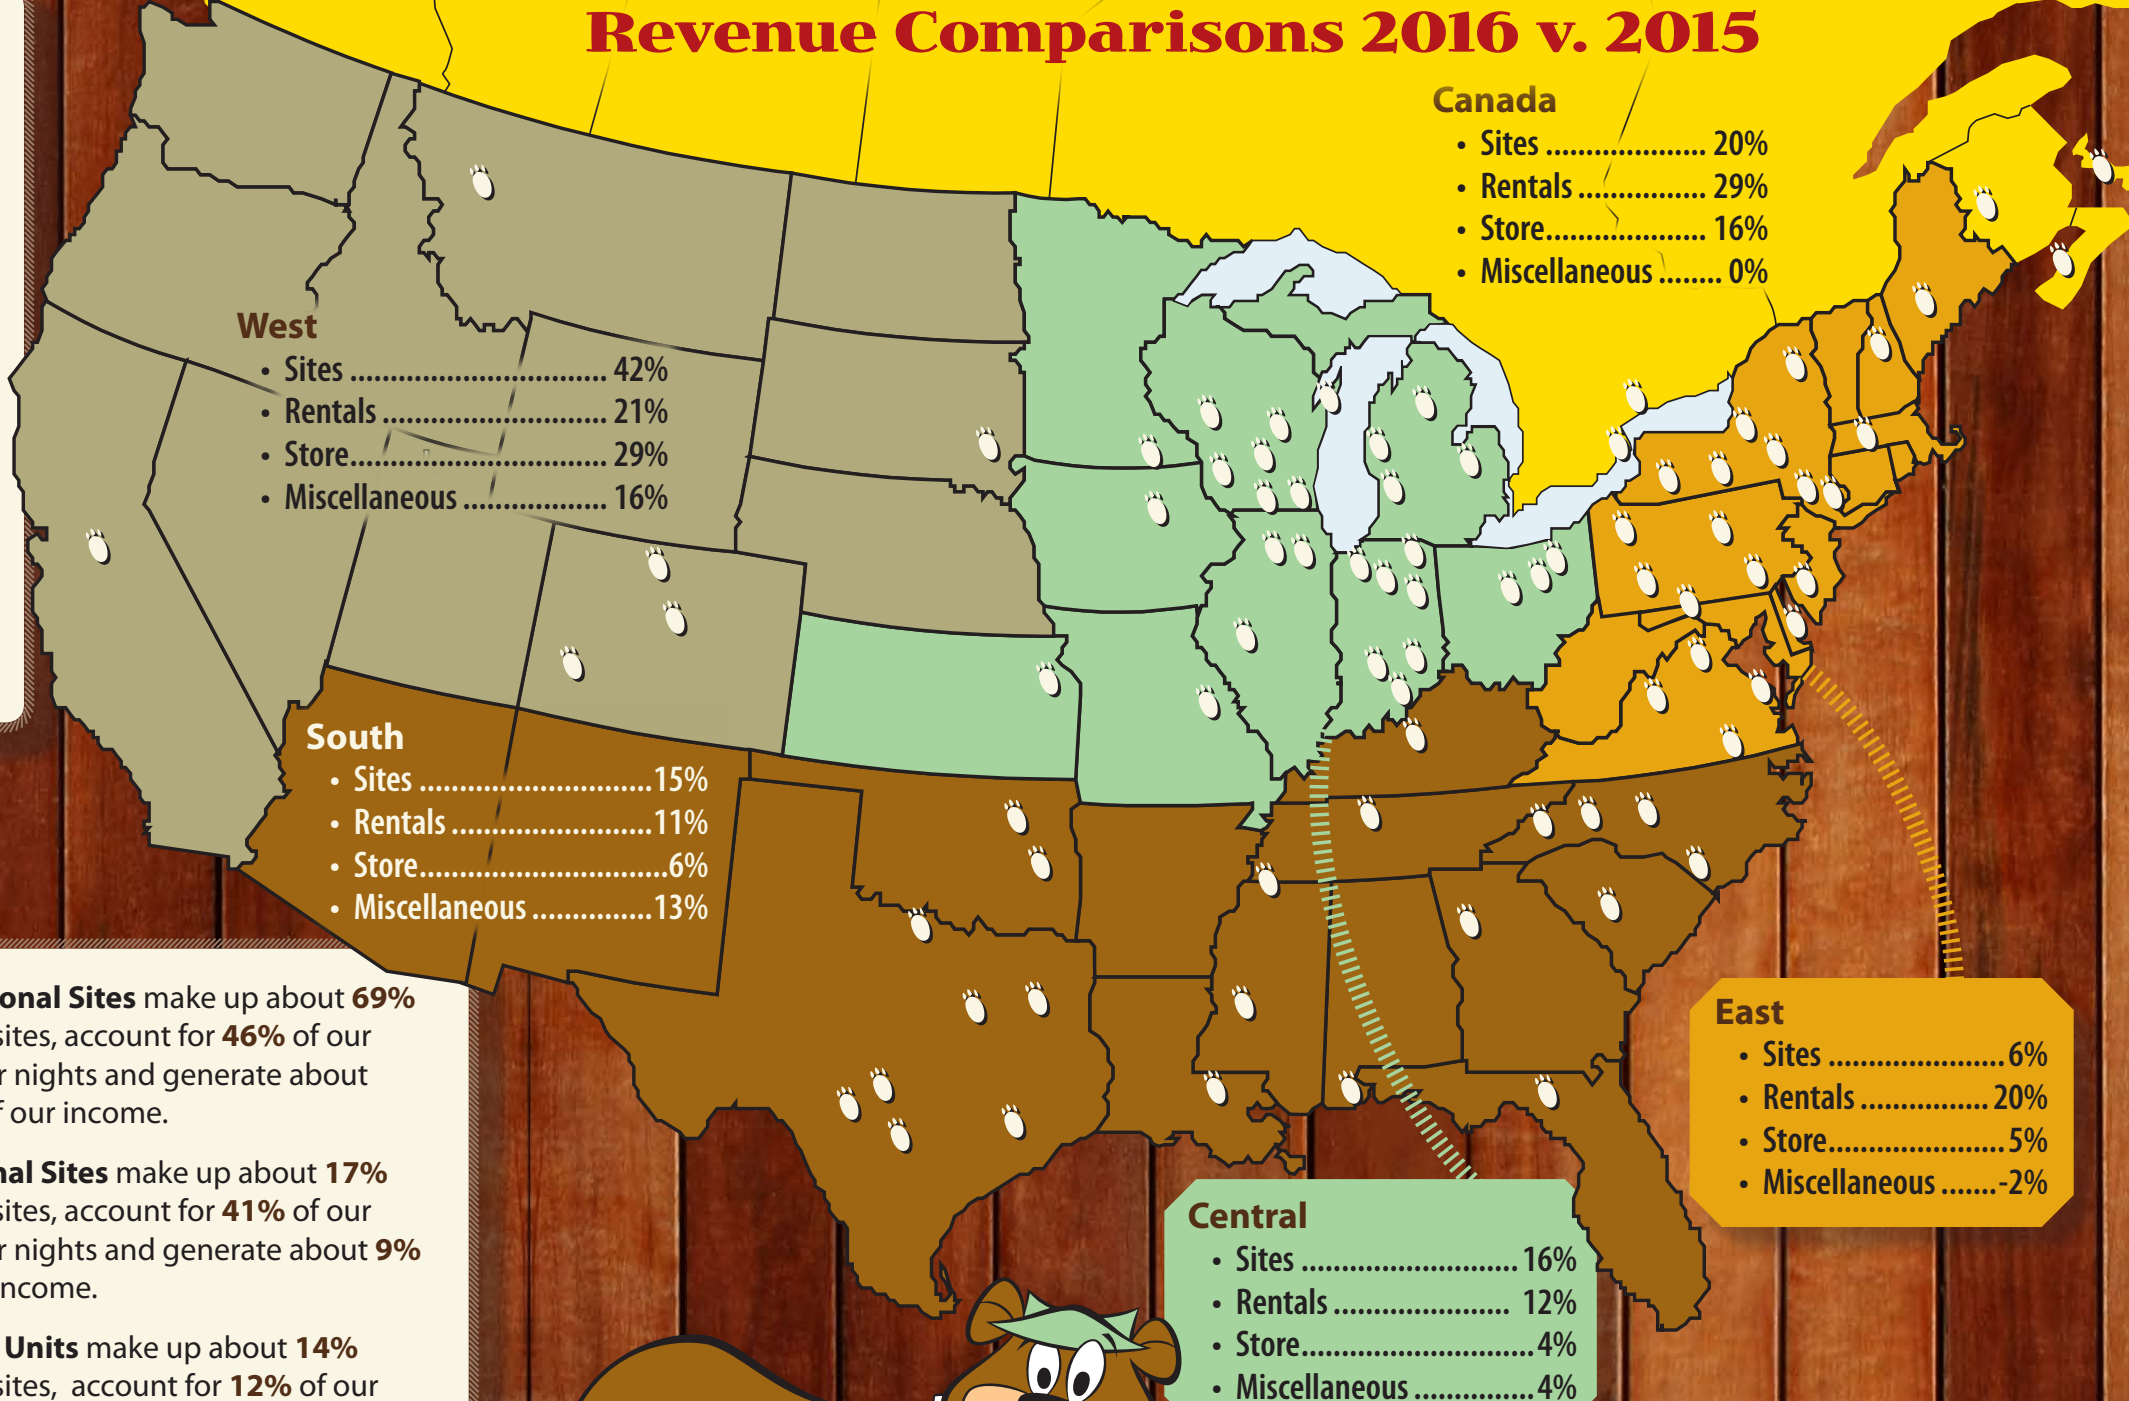 Revenue Comparisons 2016 v. 2015
Canada
• Sites .................... 20%
• Rentals ................ 29%
• Store.................... 16%
• Miscellaneous ........ 0%
West
• Sites ................................ 42%
• Rentals ............................ 21%
• Store................................ 29%
• Miscellaneous .................. 16%
South
• Sites .............................15%
• Rentals .........................11%
• Store...............................6%
• Miscellaneous ...............13%
onal Sites make up about 69%
sites, account for 46% of our
r nights and generate about
f our income.
nal Sites make up about 17%
sites, account for 41% of our
r nights and generate about 9%
ncome.
Units make up about 14%
sites, account for 12% of our
East
• Sites ......................6%
• Rentals ................20%
• Store......................5%
• Miscellaneous .......-2%
Central
• Sites ........................... 16%
• Rentals ...................... 12%
• Store.............................4%
• Miscellaneous ...............4%